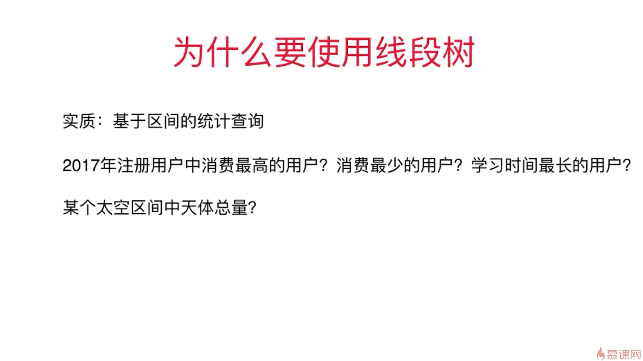 为什么要使用线段树
实质：基于区间的统计查询
2017年注册用户中消费最高的用户？消费最少的用户？学习时间最长的用户？
某个太空区间中天体总量？
慕课网